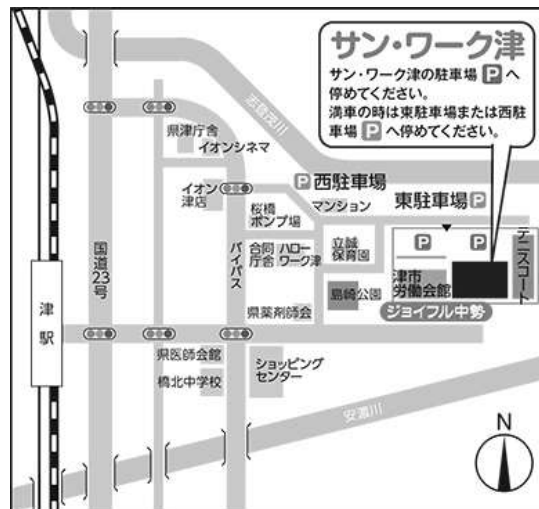 サン・ワーク津
サン・ワーク津の駐車場 P へ
停めてください。
満車の時は東駐車場または西駐
車場 P へ停めてください。
志登茂川
県津庁舎
イオンシネマ
P 西駐車場
イオン
津店
マンション
東駐車場 P
桜橋
ポンプ場
国道23号
バイパス
合同
庁舎
ハロー
ワーク津
立誠
保育園
P
P
テニスコート
津市
労働会館
島崎公園
ジョイフル中勢
津駅
県薬剤師会
県医師会館
橋北中学校
ショッピング
センター
安濃川
N